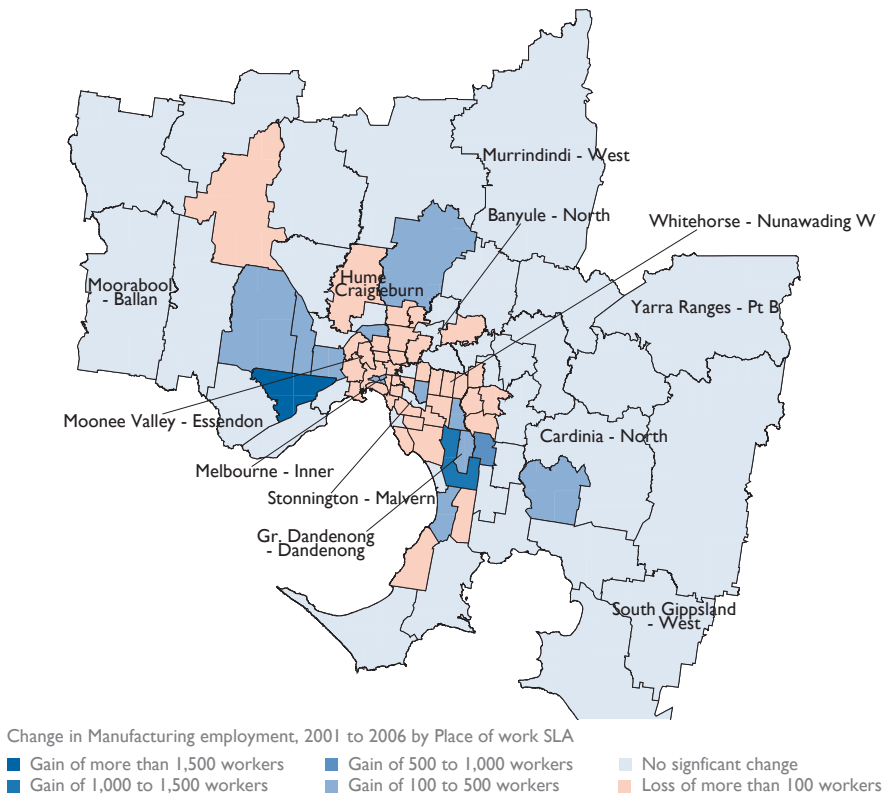 Murrindindi - West
Banyule - North
Whitehorse - Nunawading W
Hume
Craigieburn
Moorabool
- Ballan
Yarra Ranges - Pt B
Moonee Valley - Essendon
Cardinia - North
Melbourne - Inner
Stonnington - Malvern
Gr. Dandenong
- Dandenong
South Gippsland
- West
Change in Manufacturing employment, 2001 to 2006 by Place of work SLA
Gain of more than 1,500 workers
Gain of 500 to 1,000 workers
No signficant change
Gain of 1,000 to 1,500 workers
Gain of 100 to 500 workers
Loss of more than 100 workers